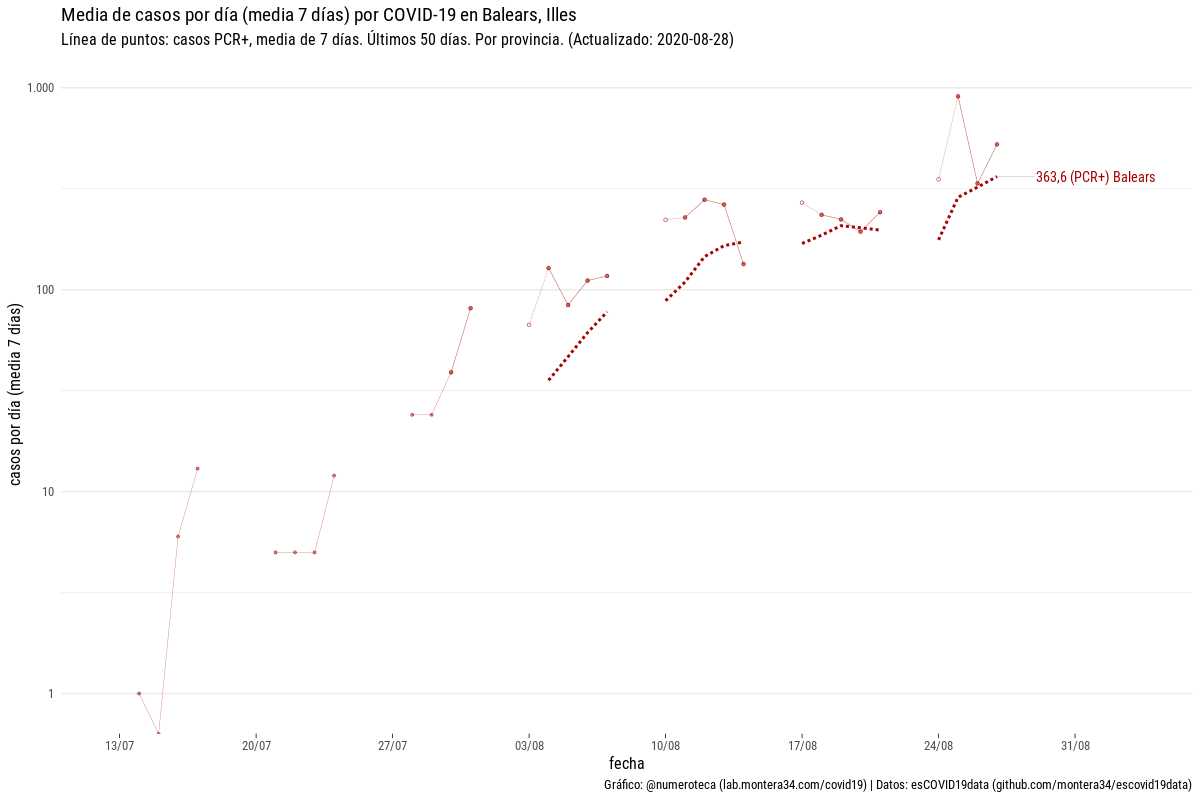 Media de casos por día (media 7 días) por COVID-19 en Balears, Illes
Línea de puntos: casos PCR+, media de 7 días. Últimos 50 días. Por provincia. (Actualizado: 2020-08-28)
casos por día (media 7 días)
1.000
100
10
1
363,6 (PCR+) Balears
13/07 20/07 27/07 03/08 10/08 17/08 24/08 31/08
fecha
Gráfico: @numeroteca (lab.montera34.com/covid19) | Datos: esCOVID19data (github.com/montera34/escovid19data)